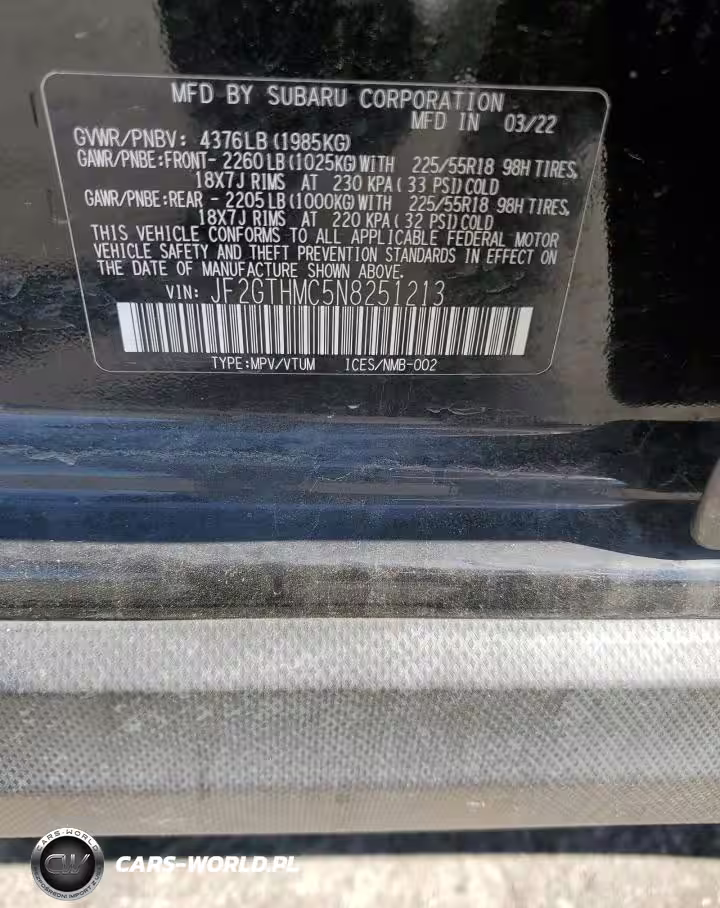 MFD BY SUBARU CORPORATION
MFD IN 03/22
GVWR/PNBV: 4376LB (1985KG)
GAWR/PNBE:FRONT- 2260LB(1025KG)WITH 225/55R18 98H TIRES,
18X7J RIMS AT 230 KPA( 33 PSI)COLD
GAWR/PNBE:REAR - 2205LB(1000KG)WITH 225/55R18 98H TIRES,
18X7J RIMS AT 220 KPA( 32 PSI)COLD
THIS VEHICLE CONFORMS TO ALL APPLICABLE FEDERAL MOTOR
VEHICLE SAFETY AND THEFT PREVENTION STANDARDS IN EFFECT ON
THE DATE OF MANUFACTURE SHOWN ABOVE.
VIN: JF2GTHMC5N8251213
TYPE:MPV/VTUM ICES/NMB-002
CARS-WORLD
CW
CARS-WORLD.PL